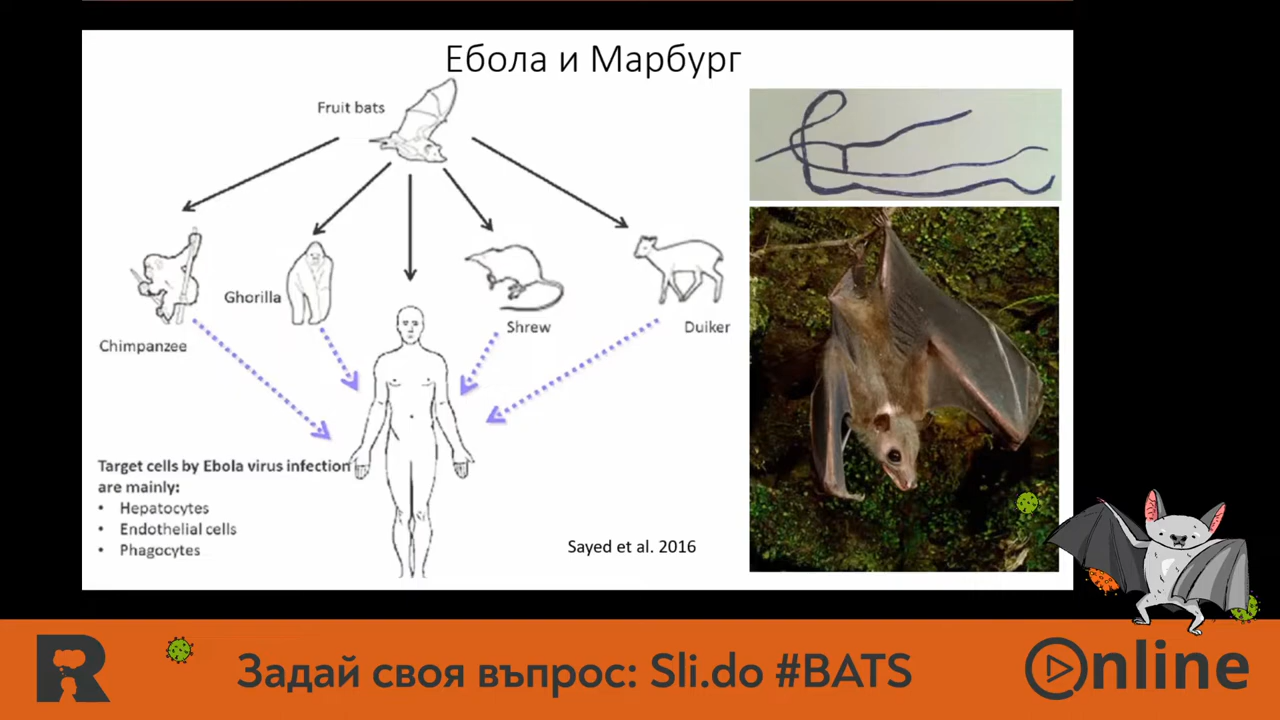 Ебола и Марбург
Fruit bats
Ghorilla
Chimpanzee
Shrew
Duiker
Target cells by Ebola virus infection
are mainly:
• Hepatocytes
• Endothelial cells
• Phagocytes
Sayed et al. 2016
R
Задай своя въпрос: Sli.do #BATS
Online